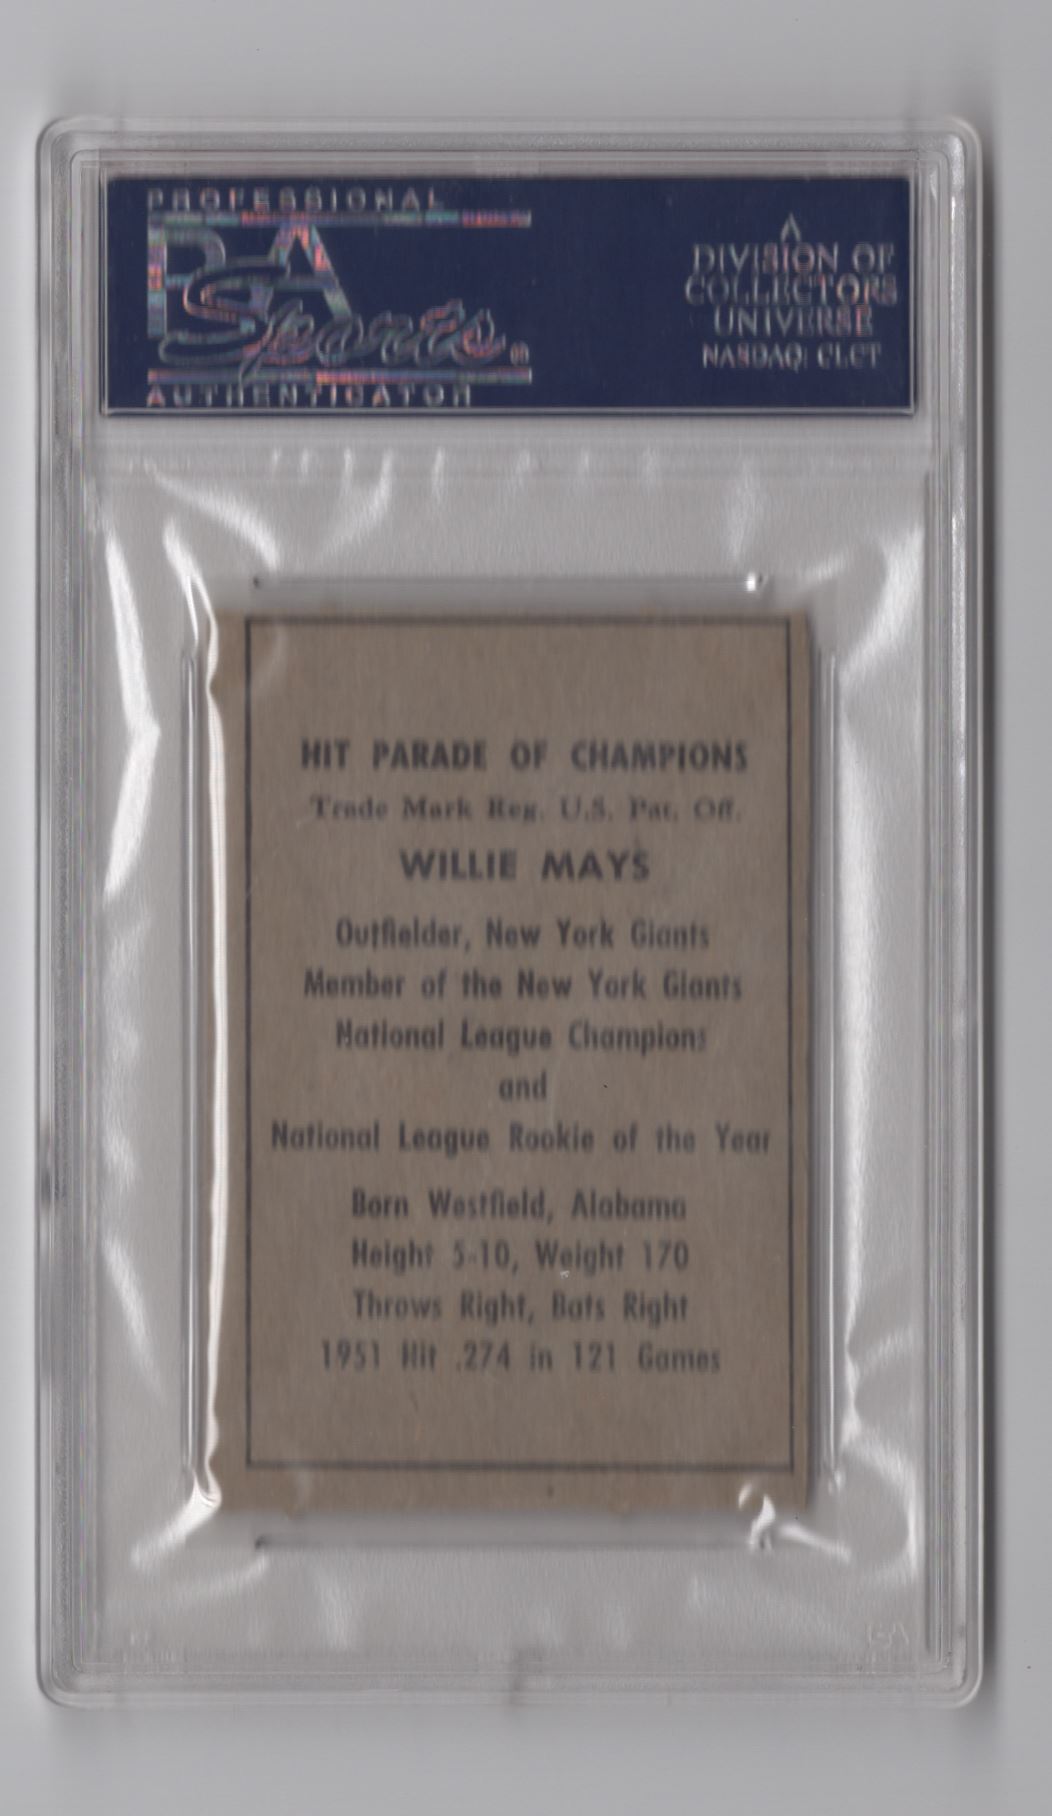 PROFESSIONAL
PSA
Sports
AUTHENTICATOR
A
DIVISION OF
COLLECTORS
UNIVERSE
NASDAQ: CLCT
HIT PARADE OF CHAMPIONS
Trade Mark Reg. U.S. Pat. Off.
WILLIE MAYS
Outfielder, New York Giants
Member of the New York Giants
National League Champions
and
National League Rookie of the Year
Born Westfield, Alabama
Height 5-10, Weight 170
Throws Right, Bats Right
1951 Hit .274 in 121 Games
PSA